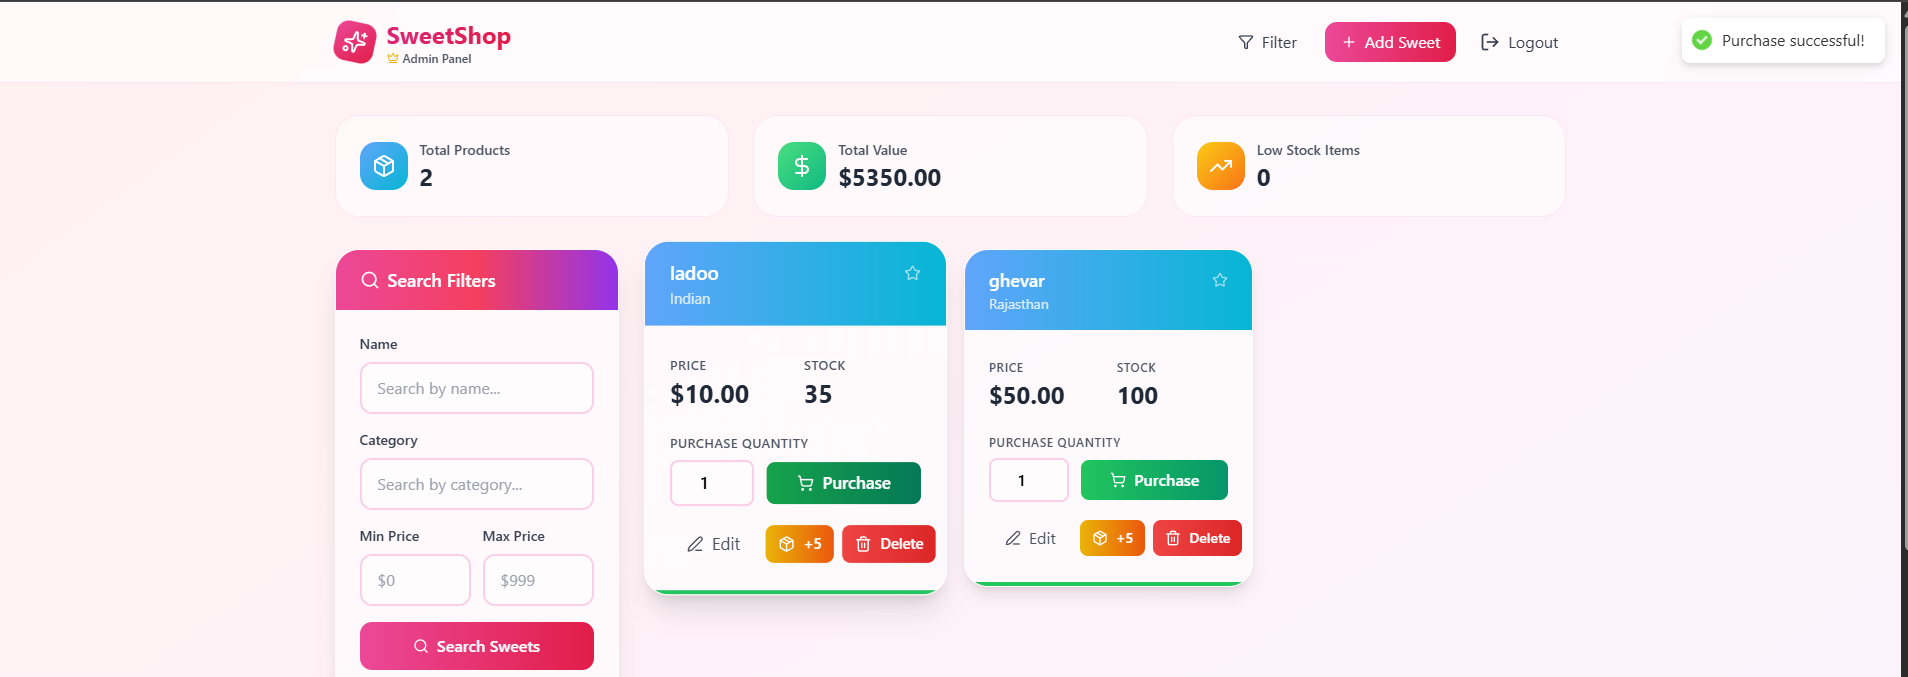 SweetShop
Admin Panel
Filter
+ Add Sweet
Logout
Purchase successful!
Total Products
2
Total Value
$5350.00
Low Stock Items
0
Search Filters
Name
Search by name...
Category
Search by category...
Min Price
Max Price
$0
$999
Search Sweets
ladoo
Indian
PRICE
STOCK
$10.00
35
PURCHASE QUANTITY
1
Purchase
Edit
+5
Delete
ghevar
Rajasthan
PRICE
STOCK
$50.00
100
PURCHASE QUANTITY
1
Purchase
Edit
+5
Delete